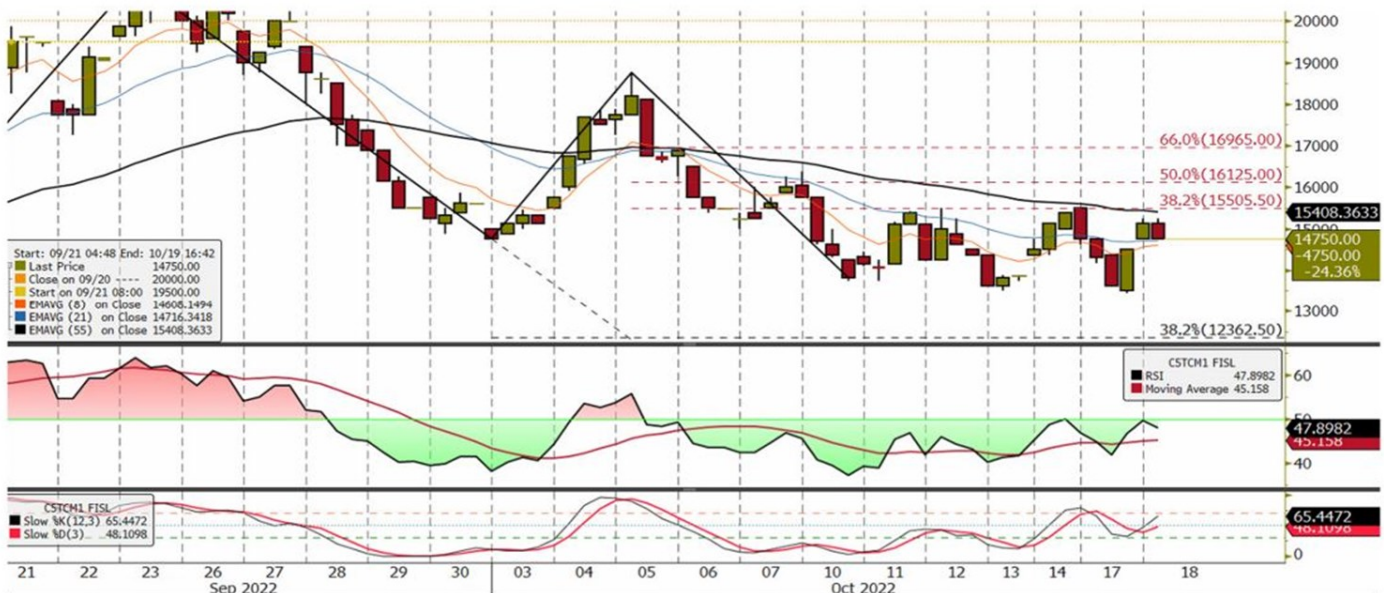 20000
19000
18000
17000
16000
15000
13000
66.0%(16965.00)
50.0%(16125.00)
38.2%(15505.50)
38.2%(12362.50)
15408.3633
14750.00
-4750.00
-24.36%
Start: 09/21 04:48 End: 10/19 16:42
Last Price 14750.00
Close on 09/20 ----- 20000.00
Start on 09/21 08:00 19500.00
EMAVG (8) on Close 14608.1494
EMAVG (21) on Close 14716.3418
EMAVG (55) on Close 15408.3633
C5TCM1 FISL
RSI 47.8982
Moving Average 45.158
60
50
47.8982
45.158
40
C5TCM1 FISL
Slow %K(12,3) 65.4472
Slow %D(3) 48.1098
65.4472
48.1098
0
21 22 23 26 27 28 29 30 03 04 05 06 07 10 11 12 13 14 17 18
Sep 2022 Oct 2022